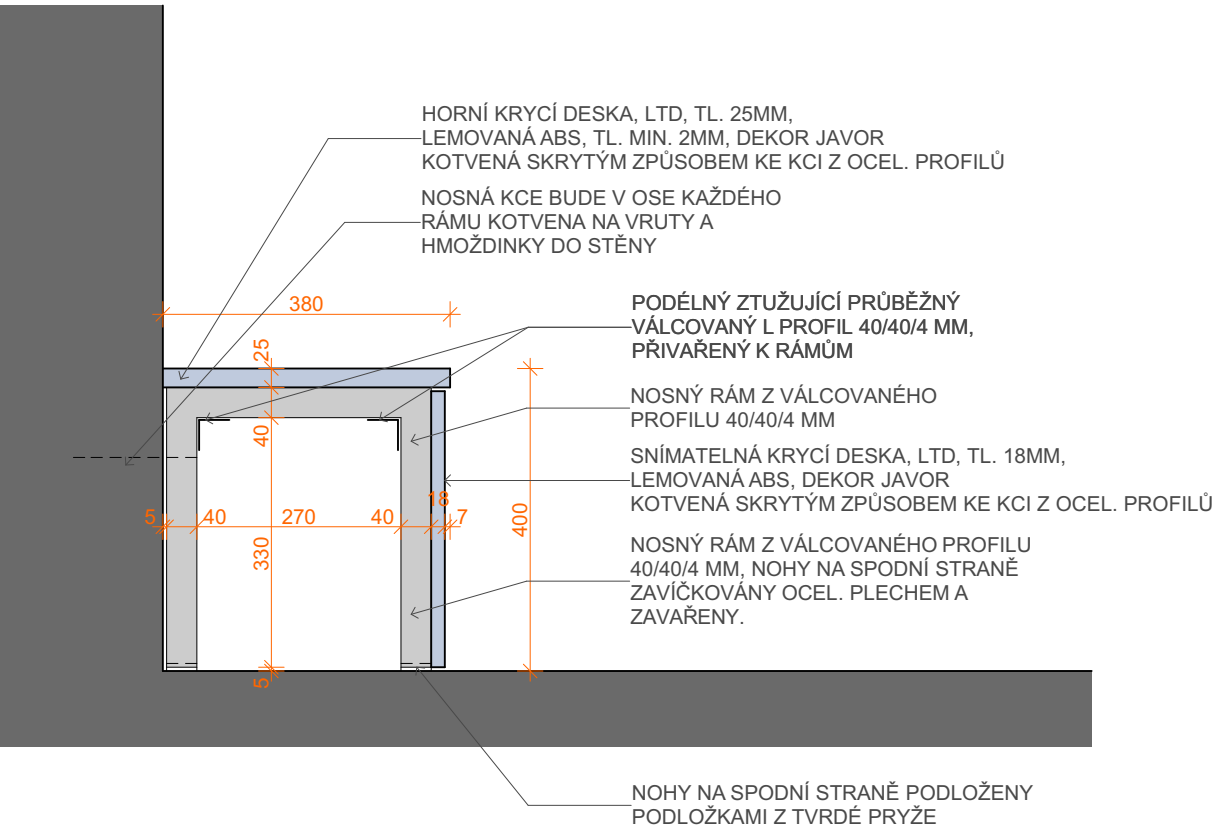 HORNÍ KRYCÍ DESKA, LTD, TL. 25MM,
LEMOVANÁ ABS, TL. MIN. 2MM, DEKOR JAVOR
KOTVENÁ SKRYTÝM ZPŮSOBEM KE KCI Z OCEL. PROFILŮ
NOSNÁ KCE BUDE V OSE KAŽDÉHO
RÁMU KOTVENA NA VRUTY A
HMOŽDINKY DO STĚNY
380
PODÉLNÝ ZTUŽUJÍCÍ PRŮBĚŽNÝ
VÁLCOVANÝ L PROFIL 40/40/4 MM,
PŘIVAŘENÝ K RÁMŮM
25
NOSNÝ RÁM Z VÁLCOVANÉHO
PROFILU 40/40/4 MM
40
SNÍMATELNÁ KRYCÍ DESKA, LTD, TL. 18MM,
LEMOVANÁ ABS, DEKOR JAVOR
KOTVENÁ SKRYTÝM ZPŮSOBEM KE KCI Z OCEL. PROFILŮ
18
5 40 270 40 7
400
330
NOSNÝ RÁM Z VÁLCOVANÉHO PROFILU
40/40/4 MM, NOHY NA SPODNÍ STRANĚ
ZAVÍČKOVÁNY OCEL. PLECHEM A
ZAVAŘENY.
5
NOHY NA SPODNÍ STRANĚ PODLOŽENY
PODLOŽKAMI Z TVRDÉ PRYŽE